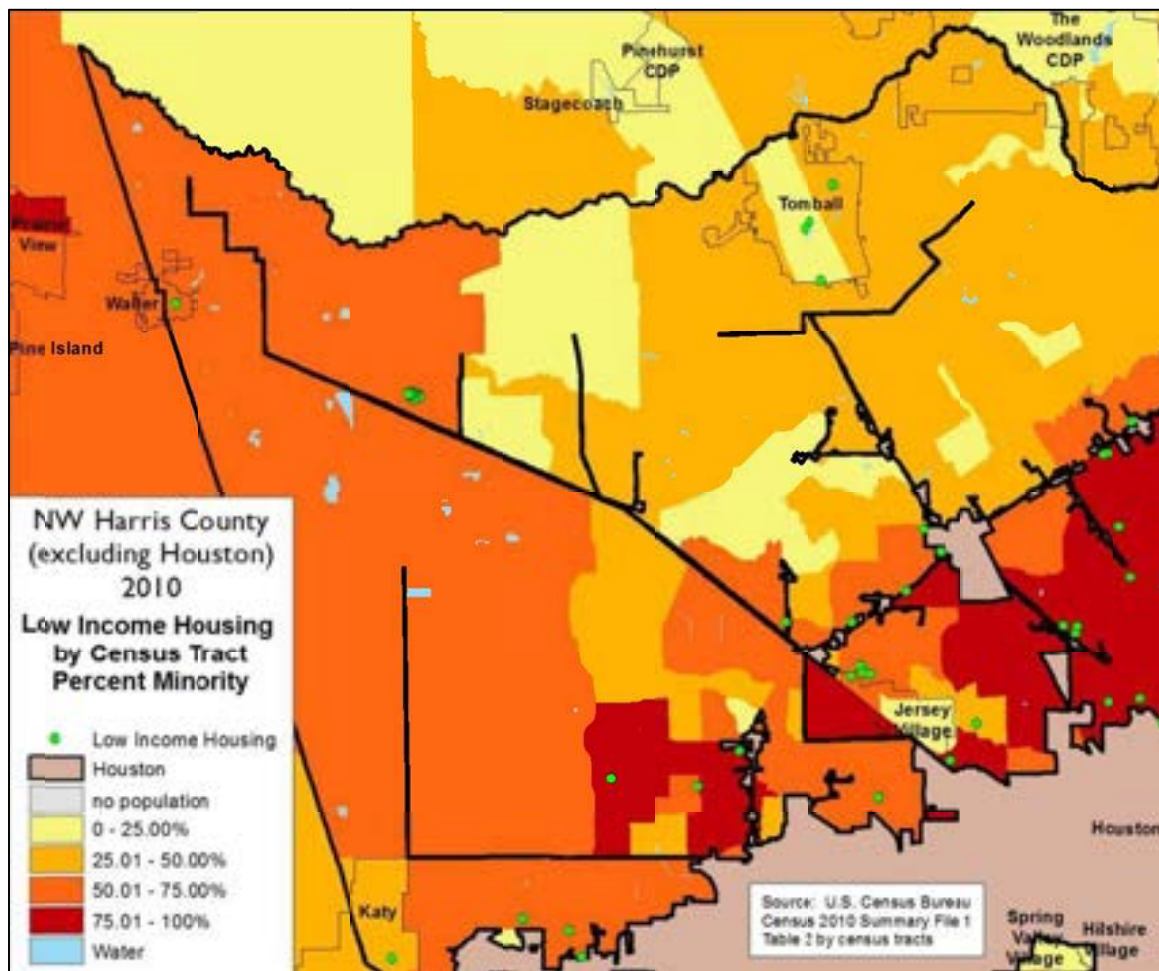 The
Woodlands
CDP
Pinehurst
CDP
Stagecoach
Tomball
Prairie
View
Waller
Pine Island
NW Harris County
(excluding Houston)
2010
Low Income Housing
by Census Tract
Percent Minority
Low Income Housing
Houston
no population
0 - 25.00%
25.01 - 50.00%
50.01 - 75.00%
75.01 - 100%
Water
Jersey
Village
Houston
Katy
Source: U.S. Census Bureau
Census 2010 Summary File 1
Table 2 by census tracts
Spring
Valley
Village
Hilshire
Village